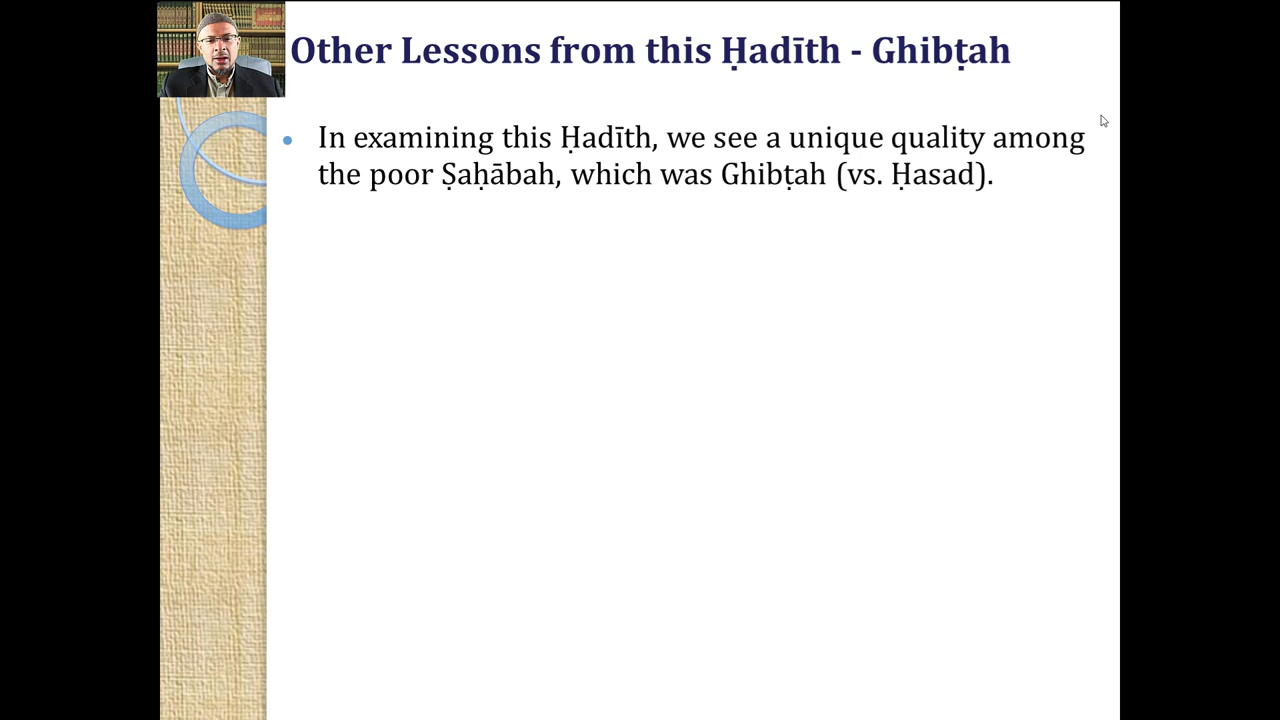 Other Lessons from this Ḥadīth - Ghibṭah
• In examining this Ḥadīth, we see a unique quality among
the poor Ṣaḥābah, which was Ghibṭah (vs. Ḥasad).